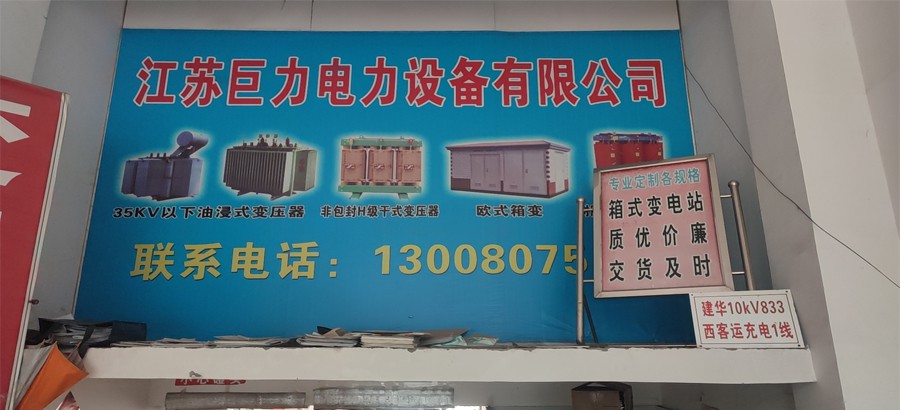 江苏巨力电力设备有限公司
35KV以下油浸式变压器
非包封H级干式变压器
欧式箱变
联系电话：13008075
专业定制各规格
箱式变电站
质优价廉
交货及时
建华10kV833
西客运充电1线
小心碰头